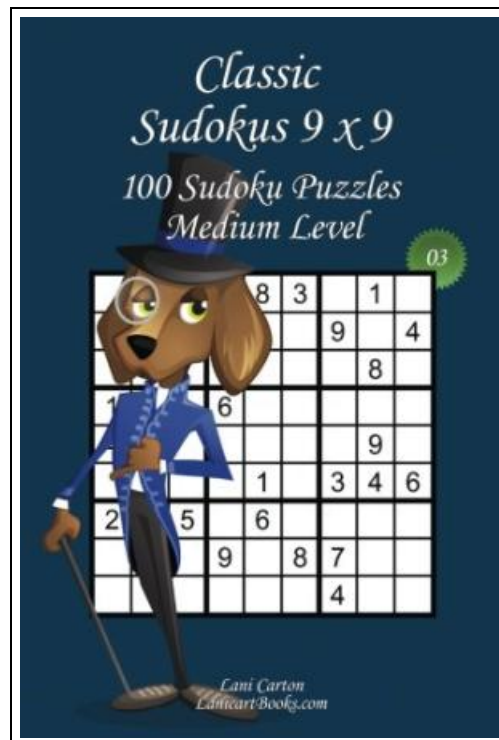 Classic
Sudokus 9 x 9
100 Sudoku Puzzles
Medium Level
03
8 3 1
9 4
8
1 6
9
1 3 4 6
2 5 6
9 8 7
4
Lani Carton
LanicartBooks.com